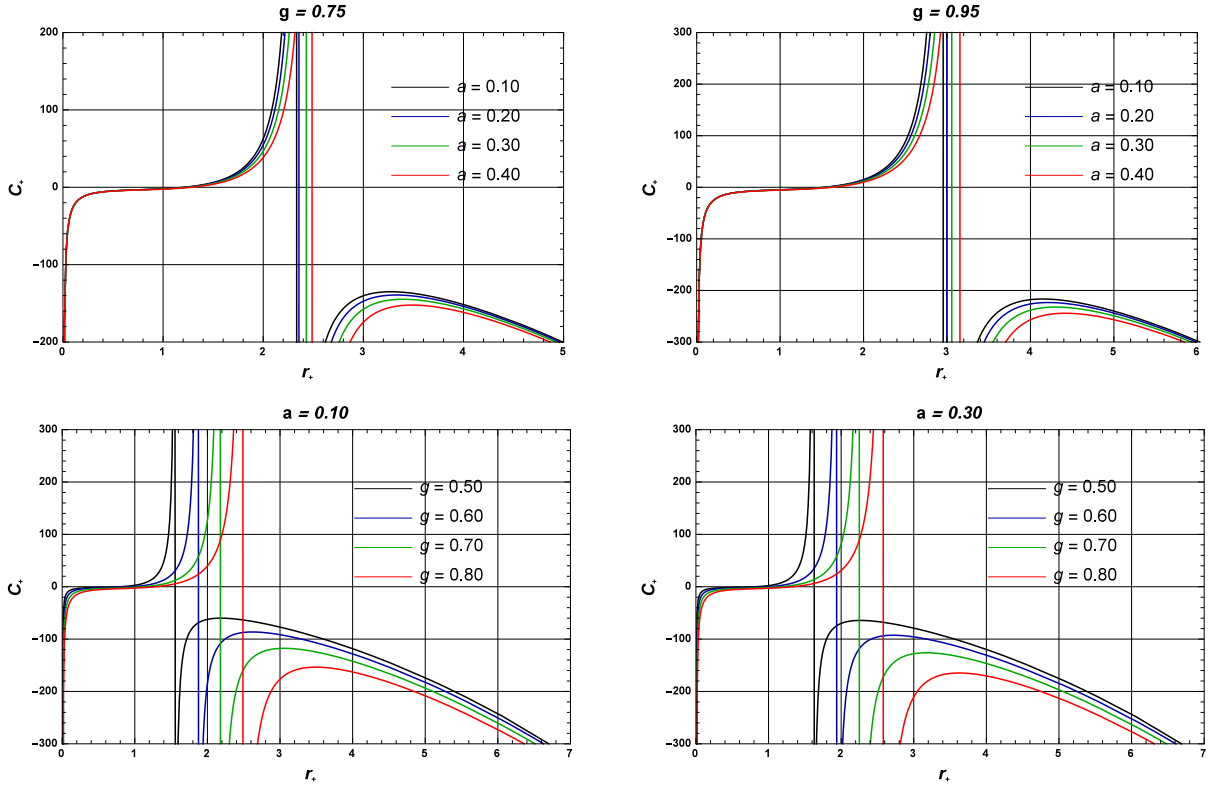 g = 0.75
200
100
0
−100
−200
0 1 2 3 4 5
C₊
r₊
a = 0.10
a = 0.20
a = 0.30
a = 0.40
g = 0.95
300
200
100
0
−100
−200
−300
0 1 2 3 4 5 6
C₊
r₊
a = 0.10
a = 0.20
a = 0.30
a = 0.40
a = 0.10
300
200
100
0
−100
−200
−300
0 1 2 3 4 5 6 7
C₊
r₊
g = 0.50
g = 0.60
g = 0.70
g = 0.80
a = 0.30
300
200
100
0
−100
−200
−300
0 1 2 3 4 5 6 7
C₊
r₊
g = 0.50
g = 0.60
g = 0.70
g = 0.80